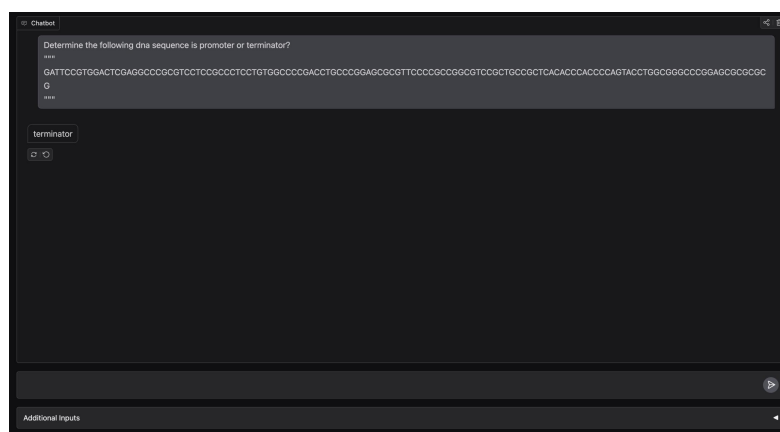 Chatbot
Determine the following dna sequence is promoter or terminator?
"""
GATTCCGTGGACTCGAGGCCCGCGTCCTCCGCCCTCCTGTGGCCCCGACCTGCCCGGAGCGCGTTCCCCGCCGGCGTCCGCTGCCGCTCACACCCACCCCAGTACCTGGCGGGCCCGGAGCGCGCGC
G
"""
terminator
Additional Inputs